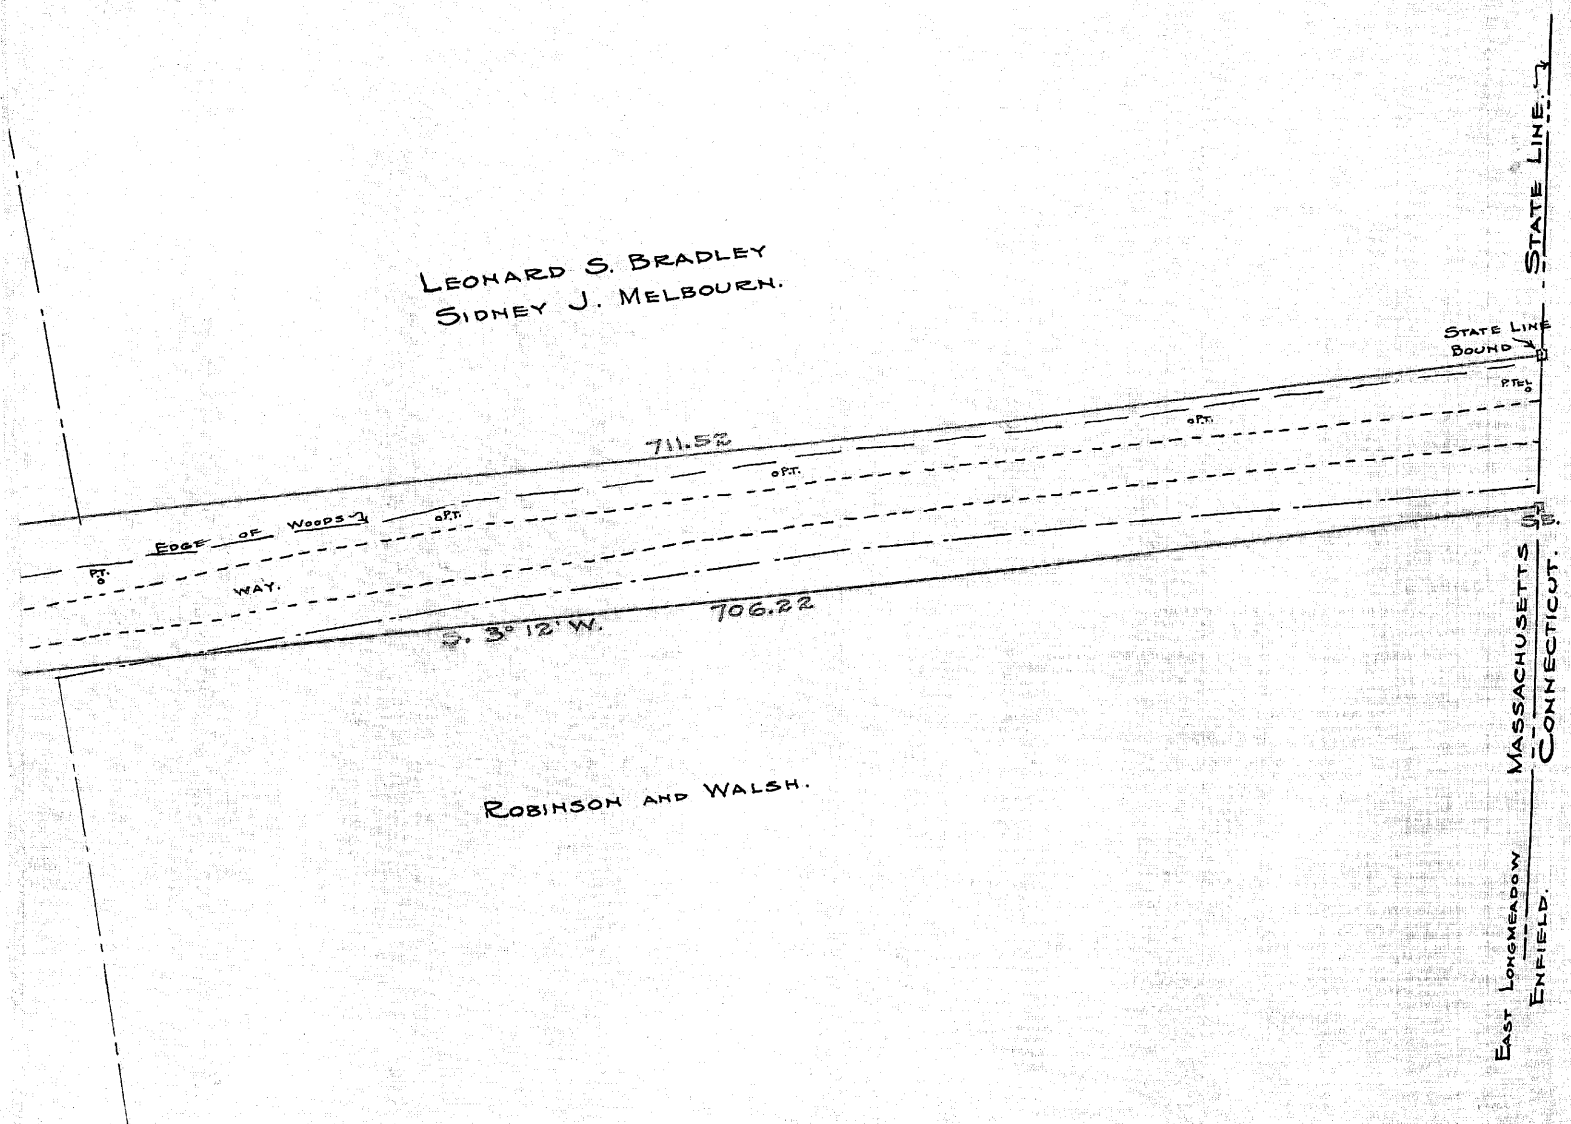 STATE LINE.
LEONARD S. BRADLEY
SIDNEY J. MELBOURN.
STATE LINE
BOUND
P.TEL
711.52
o P.T.
o P.T.
o P.T.
EDGE OF WOODS
P.T.
WAY.
S. 3° 12' W.
706.22
S.B.
MASSACHUSETTS
CONNECTICUT.
ROBINSON AND WALSH.
EAST LONGMEADOW
ENFIELD.